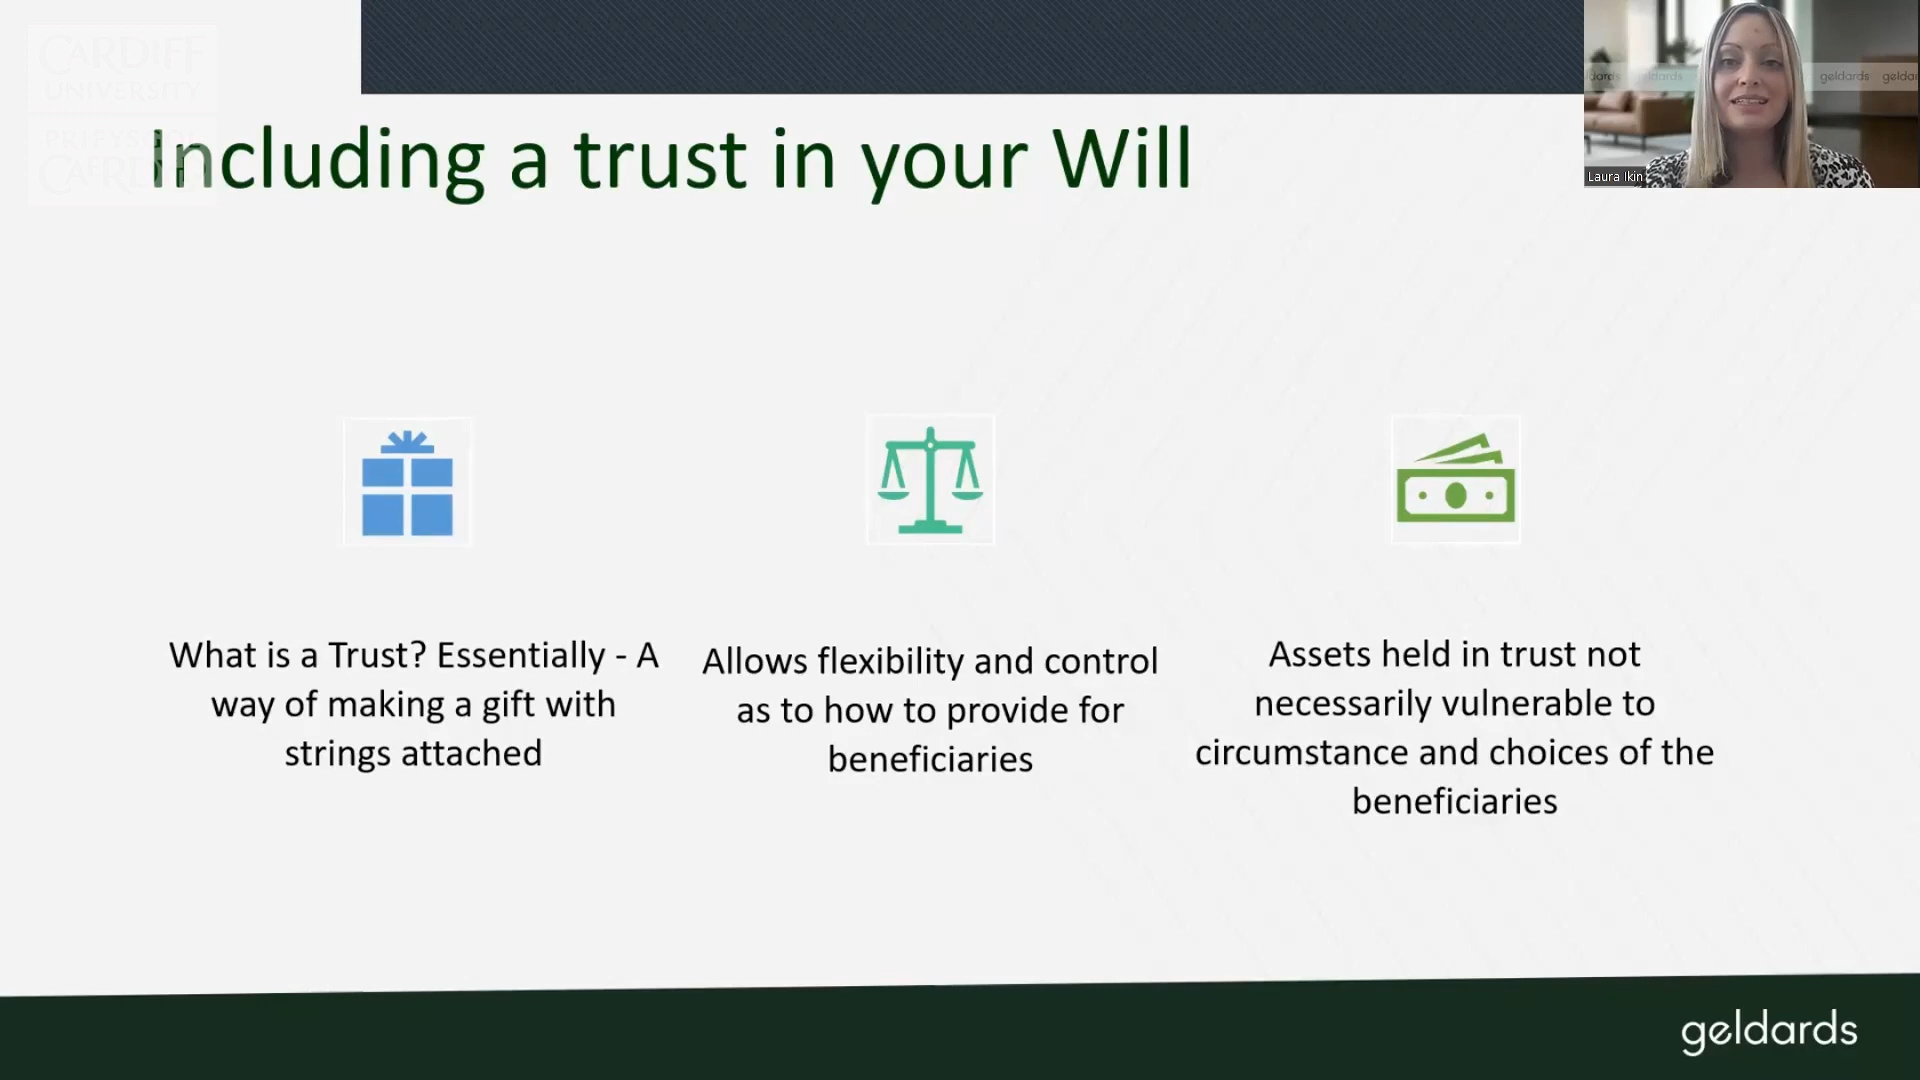 CARDIFF
UNIVERSITY
PRIFYSGOL
Including a trust in your Will
geldards
geldards
Laura Ikin
What is a Trust? Essentially - A
way of making a gift with
strings attached
Allows flexibility and control
as to how to provide for
beneficiaries
Assets held in trust not
necessarily vulnerable to
circumstance and choices of the
beneficiaries
geldards